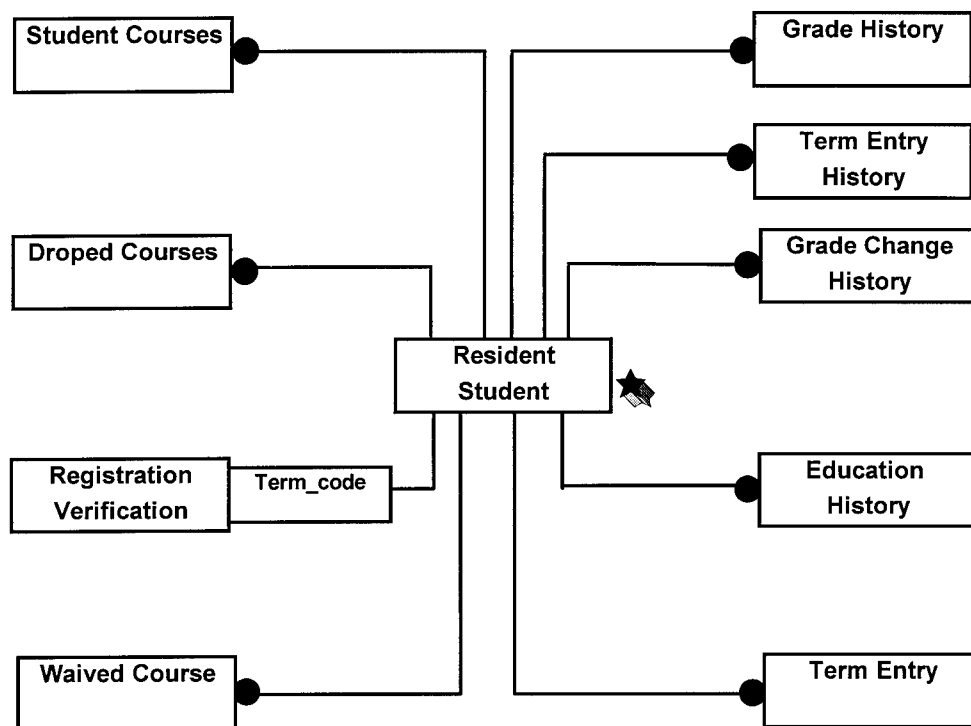 Student Courses
Grade History
Term Entry
History
Droped Courses
Grade Change
History
Resident
Student
Registration
Verification
Term_code
Education
History
Waived Course
Term Entry